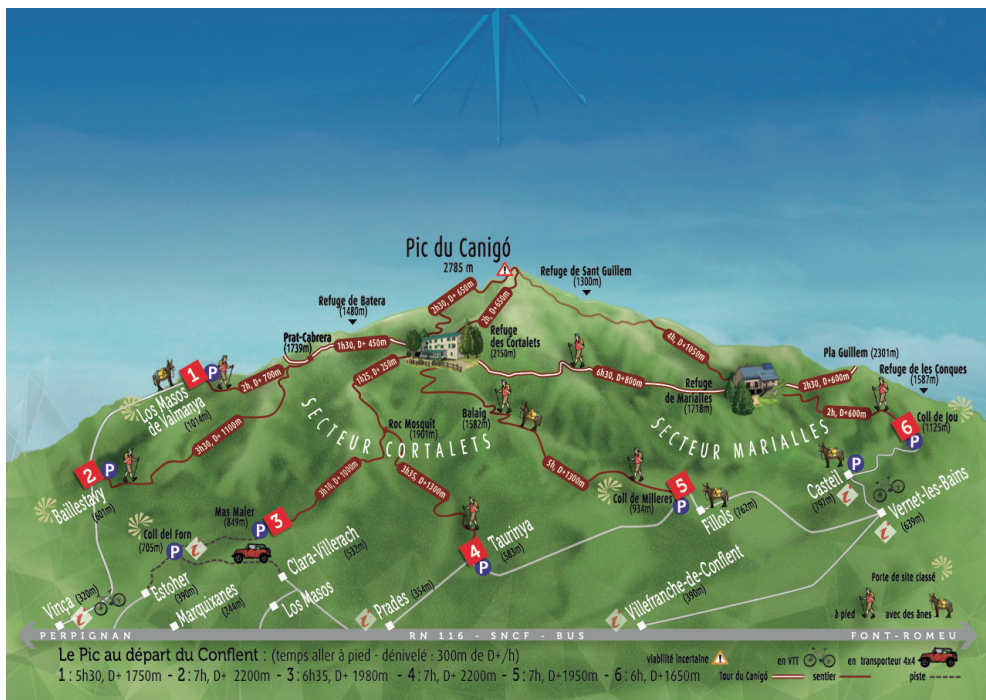 Pic du Canigó
2785 m
Refuge de Sant Guillem
(1300m)
2h30, D+ 650m
2h, D+650m
Refuge de Batera
(1480m)
Prat-Cabrera
(1739m)
1h30, D+ 450m
Refuge
des Cortalets
(2150m)
4h, D+1050m
Pla Guillem (2301m)
Refuge de les Conques
(1587m)
1
P
Los Masos
de Valmanya
(1014m)
2h, D+700m
1h25, D+250m
6h30, D+800m
Refuge
de Marialles
(1718m)
2h30, D+600m
2h, D+600m
Coll de Jou
(1125m)
6
P
SECTEUR CORTALETS
SECTEUR MARIALLES
Roc Mosquit
(1901m)
Balaig
(1582m)
3h30, D+1100m
2
P
Baillestavy
(601m)
3h10, D+1000m
3h35, D+1300m
5h, D+1300m
Coll de Milleres
(934m)
5
P
Fillols (762m)
P
Castell
(797m)
i
Vernet-les-Bains
(639m)
i
Mas Maler
(849m)
P
3
Coll del Forn
(705m)
P
i
Clara-Villerach
(532m)
4
P
Taurinya
(583m)
Vinça (320m)
i
Estoher
(390m)
Marquixanes
(244m)
Los Masos
Prades (354m)
i
Villefranche-de-Conflent
(390m)
i
Porte de site classé
à pied
avec des ânes
PERPIGNAN
RN 116 - SNCF - BUS
FONT-ROMEU
Le Pic au départ du Conflent : (temps aller à pied - dénivelé : 300m de D+/h)
1 : 5h30, D+ 1750m - 2 : 7h, D+ 2200m - 3 : 6h35, D+ 1980m - 4 : 7h, D+ 2200m - 5 : 7h, D+1950m - 6 : 6h, D+1650m
viabilité incertaine
en VTT
en transporteur 4x4
Tour du Canigó
sentier
piste